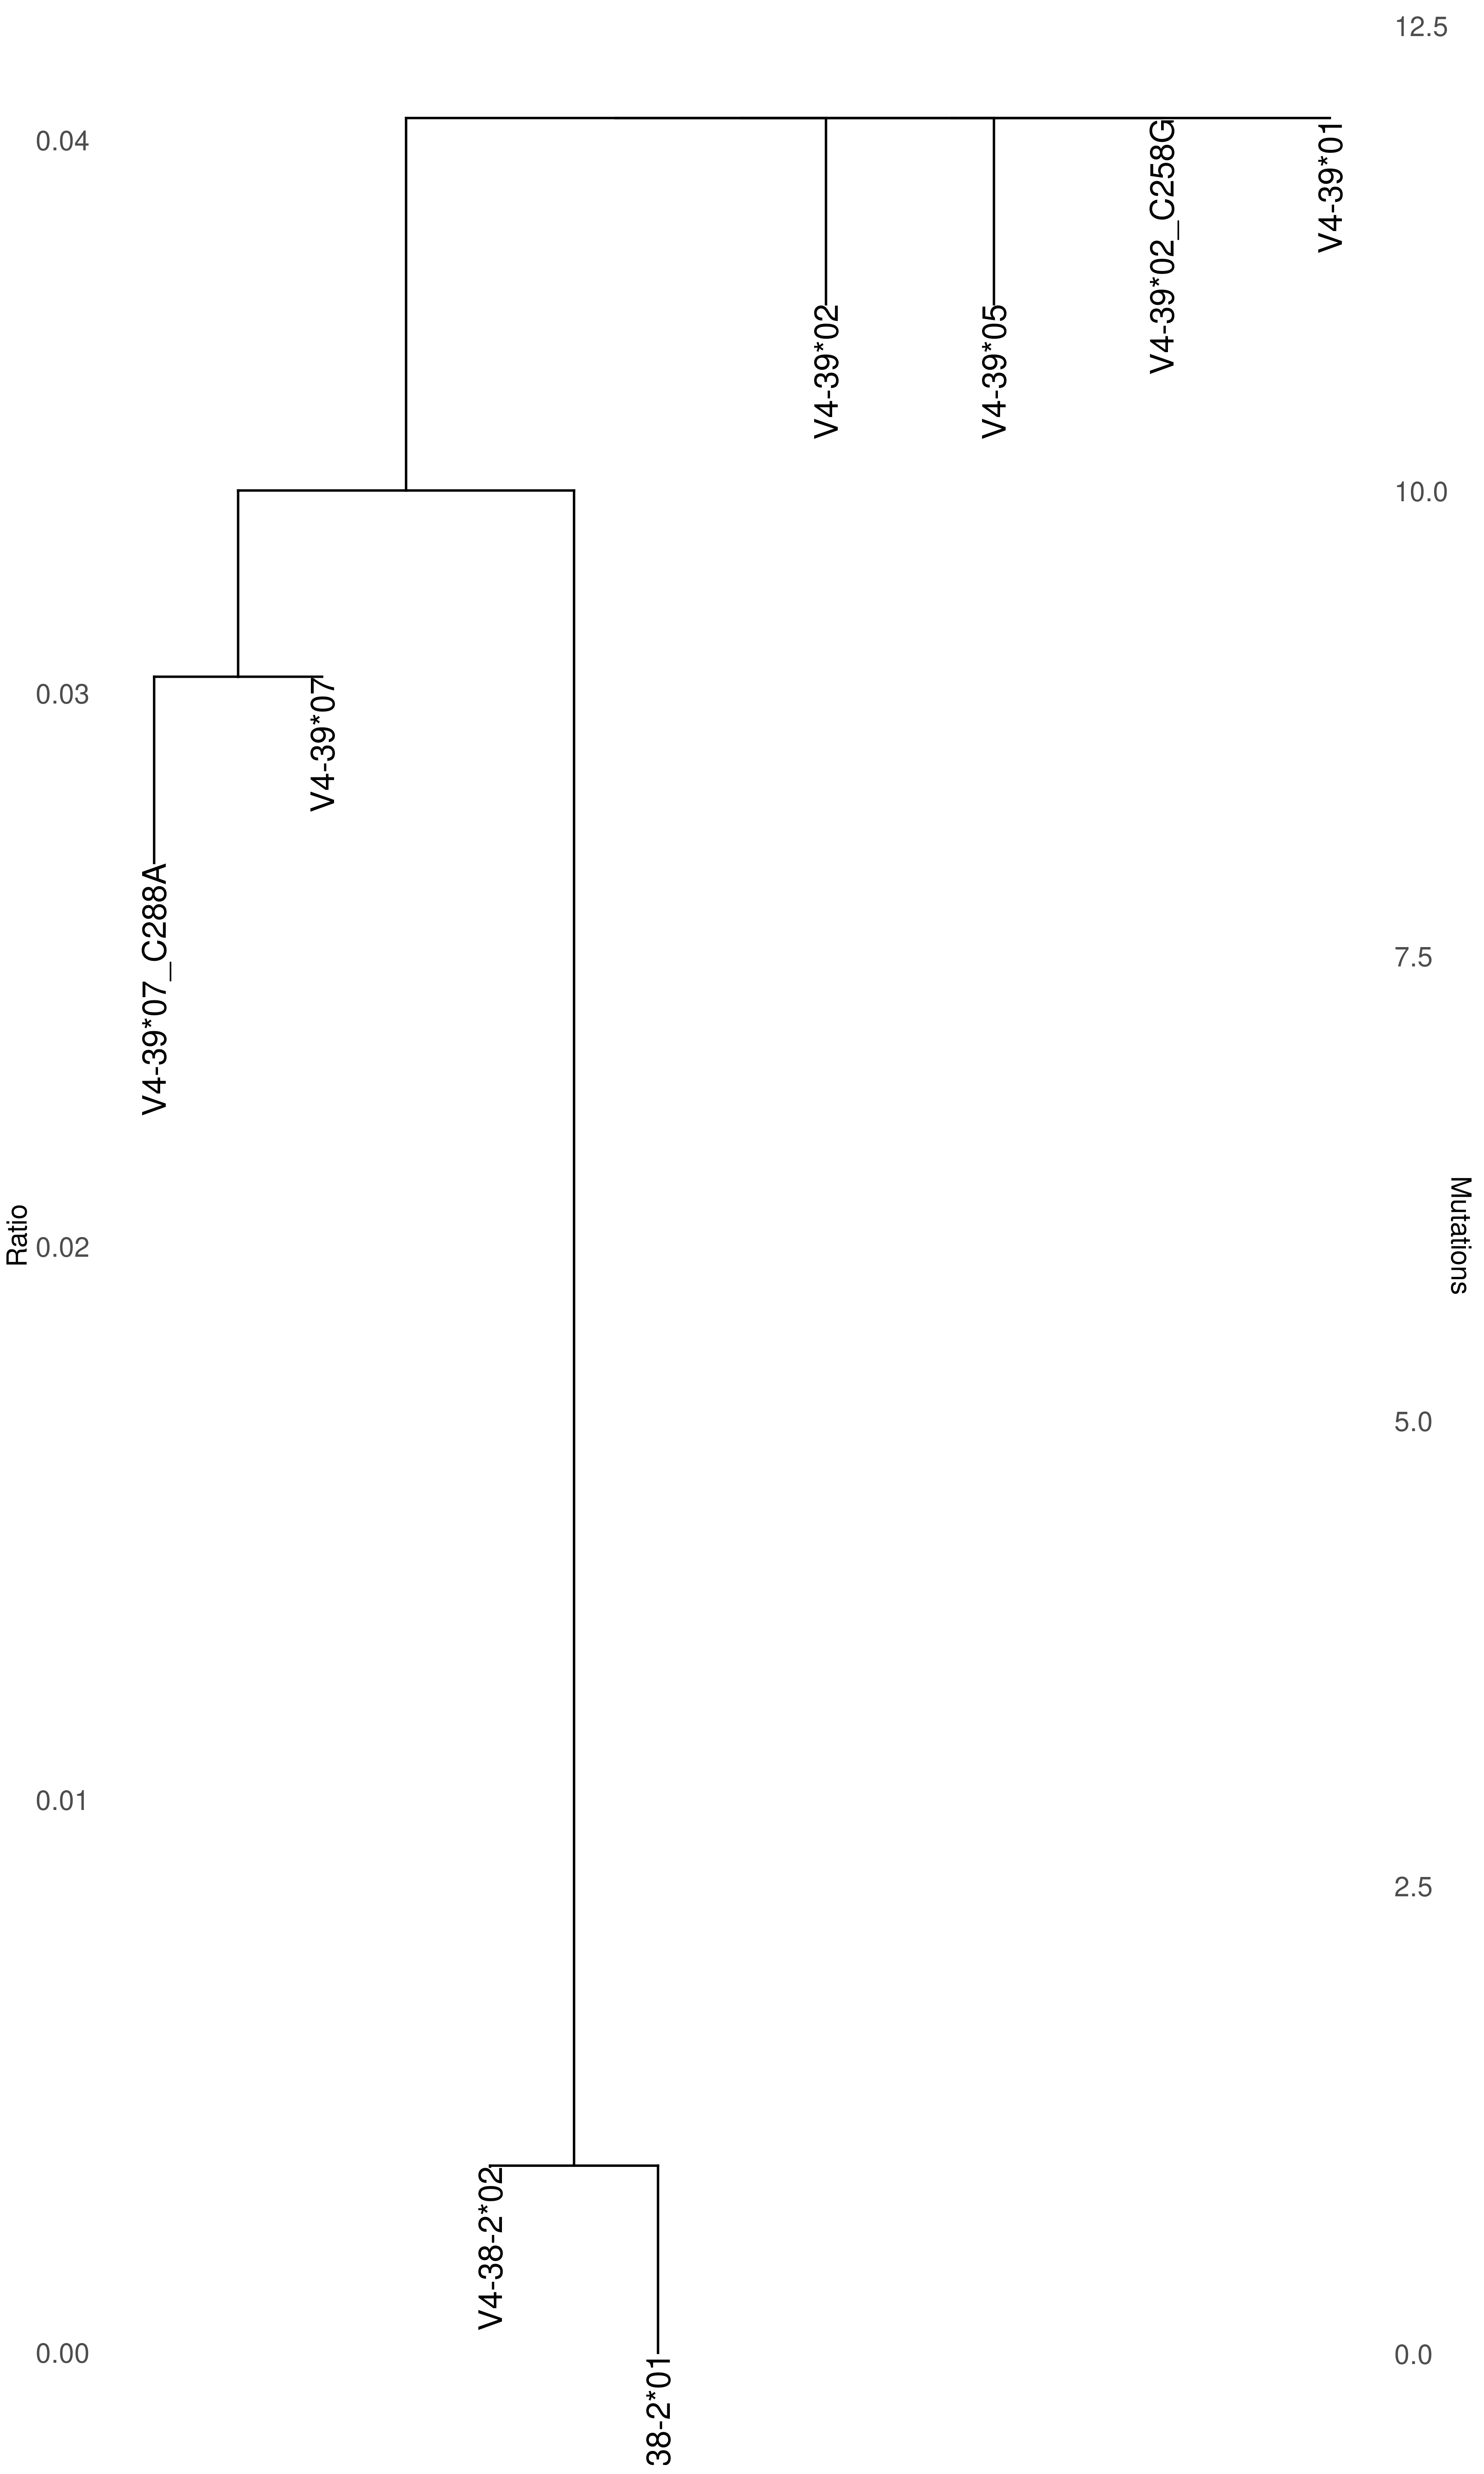 12.5
0.04
V4-39*02_C258G
V4-39*01
V4-39*02
V4-39*05
10.0
0.03
V4-39*07
V4-39*07_C288A
7.5
Ratio
0.02
Mutations
5.0
0.01
2.5
V4-38-2*02
0.00
0.0
38-2*01